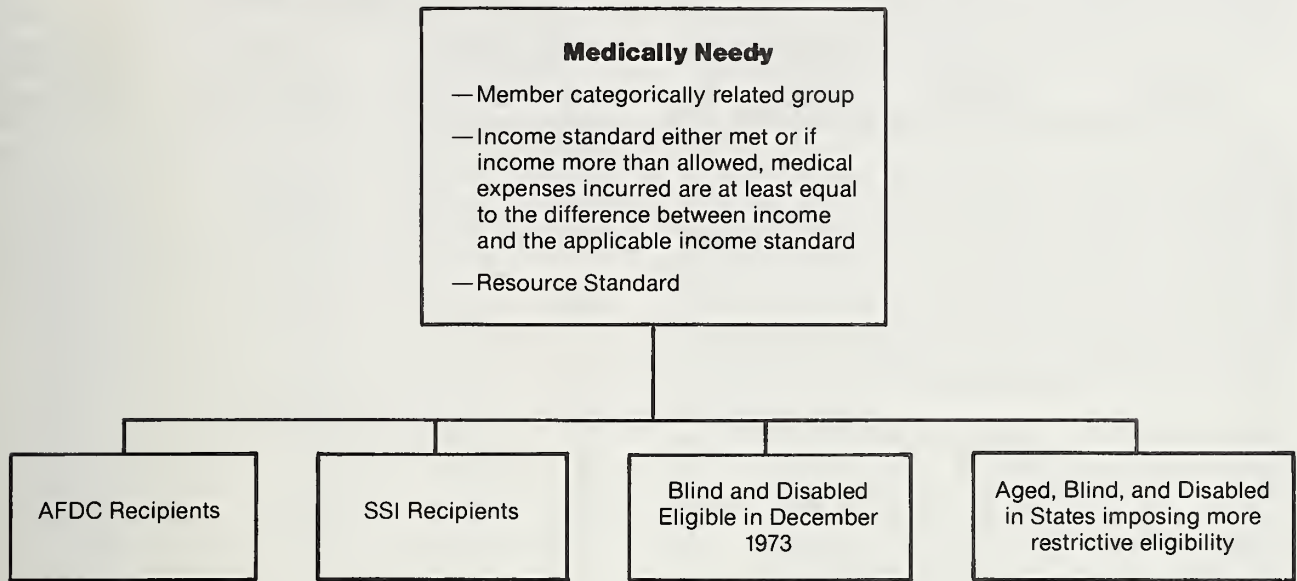 Medically Needy
—Member categorically related group
—Income standard either met or if
income more than allowed, medical
expenses incurred are at least equal
to the difference between income
and the applicable income standard
—Resource Standard
AFDC Recipients
SSI Recipients
Blind and Disabled
Eligible in December
1973
Aged, Blind, and Disabled
in States imposing more
restrictive eligibility